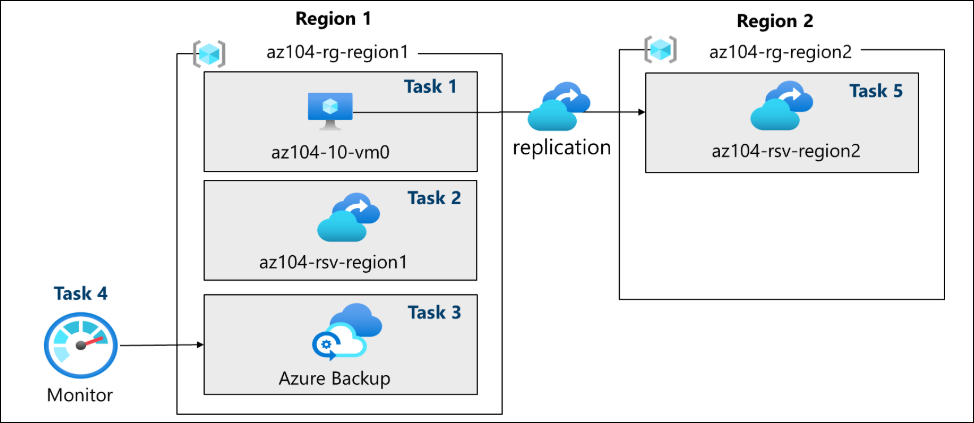 Region 1
Region 2
az104-rg-region1
az104-rg-region2
Task 1
az104-10-vm0
replication
Task 5
az104-rsv-region2
Task 2
az104-rsv-region1
Task 4
Monitor
Task 3
Azure Backup